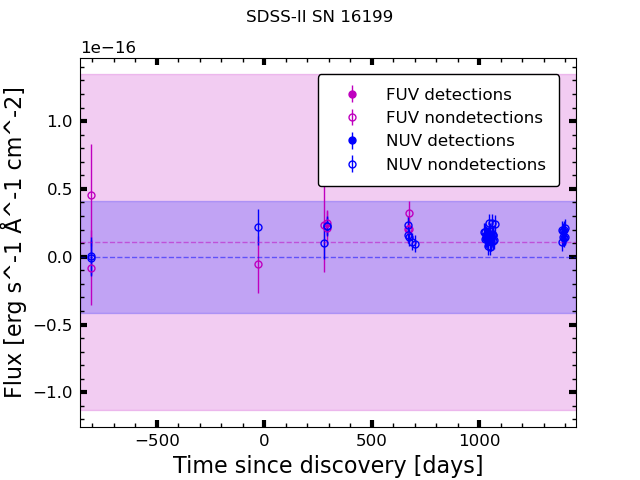 SDSS-II SN 16199
1e−16
FUV detections
FUV nondetections
NUV detections
NUV nondetections
1.0
0.5
0.0
−0.5
−1.0
−500 0 500 1000
Flux [erg s^-1 Å^-1 cm^-2]
Time since discovery [days]